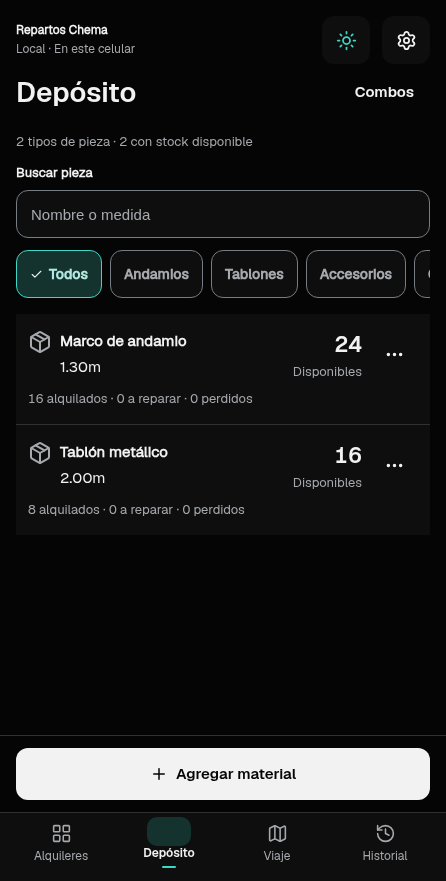 Repartos Chema
Local · En este celular
Depósito
Combos
2 tipos de pieza · 2 con stock disponible
Buscar pieza
Nombre o medida
Todos
Andamios
Tablones
Accesorios
Marco de andamio
24
1.30m
Disponibles
16 alquilados · 0 a reparar · 0 perdidos
Tablón metálico
16
2.00m
Disponibles
8 alquilados · 0 a reparar · 0 perdidos
Agregar material
Alquileres
Depósito
Viaje
Historial